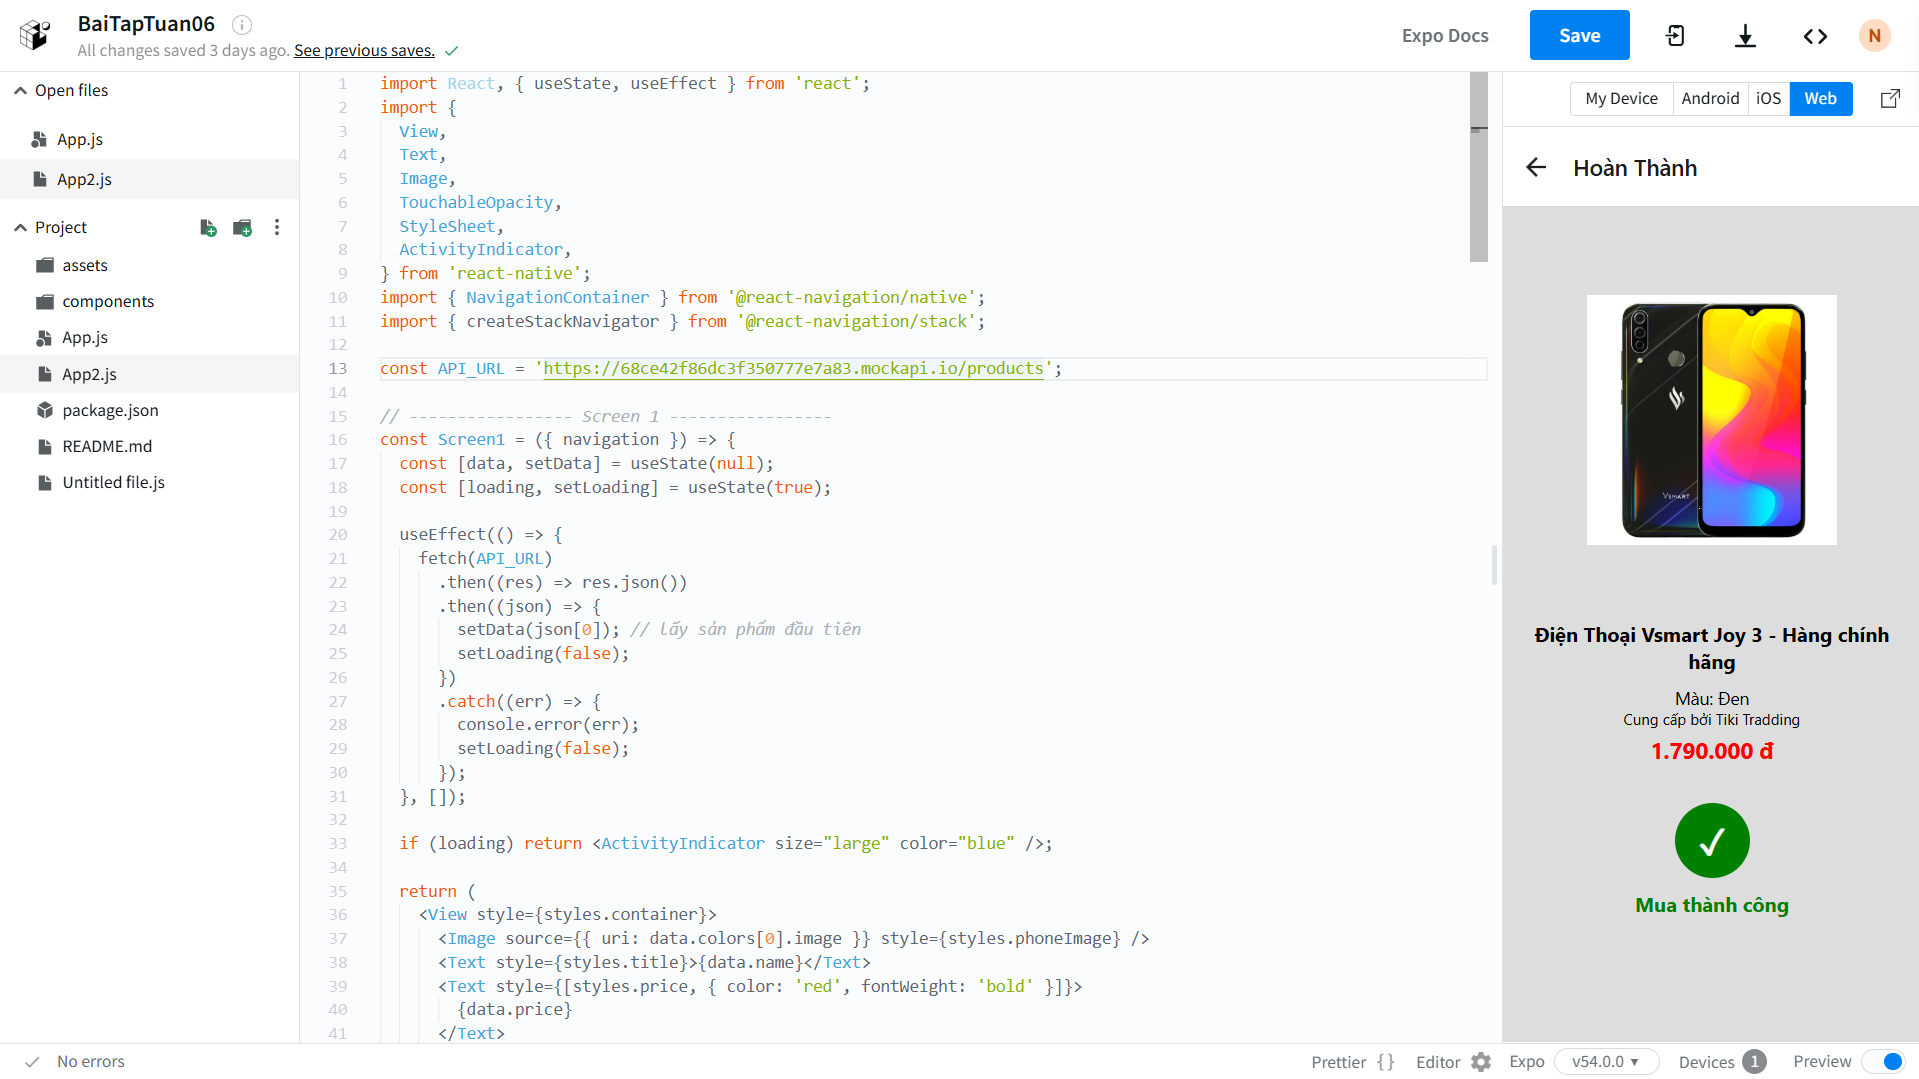 BaiTapTuan06
All changes saved 3 days ago. See previous saves.
Expo Docs
Save
N
Open files
App.js
App2.js
Project
assets
components
App.js
App2.js
package.json
README.md
Untitled file.js
1 import React, { useState, useEffect } from 'react';
2 import {
3 View,
4 Text,
5 Image,
6 TouchableOpacity,
7 StyleSheet,
8 ActivityIndicator,
9 } from 'react-native';
10 import { NavigationContainer } from '@react-navigation/native';
11 import { createStackNavigator } from '@react-navigation/stack';
12
13 const API_URL = 'https://68ce42f86dc3f350777e7a83.mockapi.io/products';
14
15 // ----------------- Screen 1 -----------------
16 const Screen1 = ({ navigation }) => {
17 const [data, setData] = useState(null);
18 const [loading, setLoading] = useState(true);
19
20 useEffect(() => {
21 fetch(API_URL)
22 .then((res) => res.json())
23 .then((json) => {
24 setData(json[0]); // lấy sản phẩm đầu tiên
25 setLoading(false);
26 })
27 .catch((err) => {
28 console.error(err);
29 setLoading(false);
30 });
31 }, []);
32
33 if (loading) return <ActivityIndicator size="large" color="blue" />;
34
35 return (
36 <View style={styles.container}>
37 <Image source={{ uri: data.colors[0].image }} style={styles.phoneImage} />
38 <Text style={styles.title}>{data.name}</Text>
39 <Text style={[styles.price, { color: 'red', fontWeight: 'bold' }]}>
40 {data.price}
41 </Text>
My Device
Android
iOS
Web
Hoàn Thành
VSMART
Điện Thoại Vsmart Joy 3 - Hàng chính
hãng
Màu: Đen
Cung cấp bởi Tiki Tradding
1.790.000 đ
✓
Mua thành công
No errors
Prettier {}
Editor
Expo
v54.0.0
Devices 1
Preview